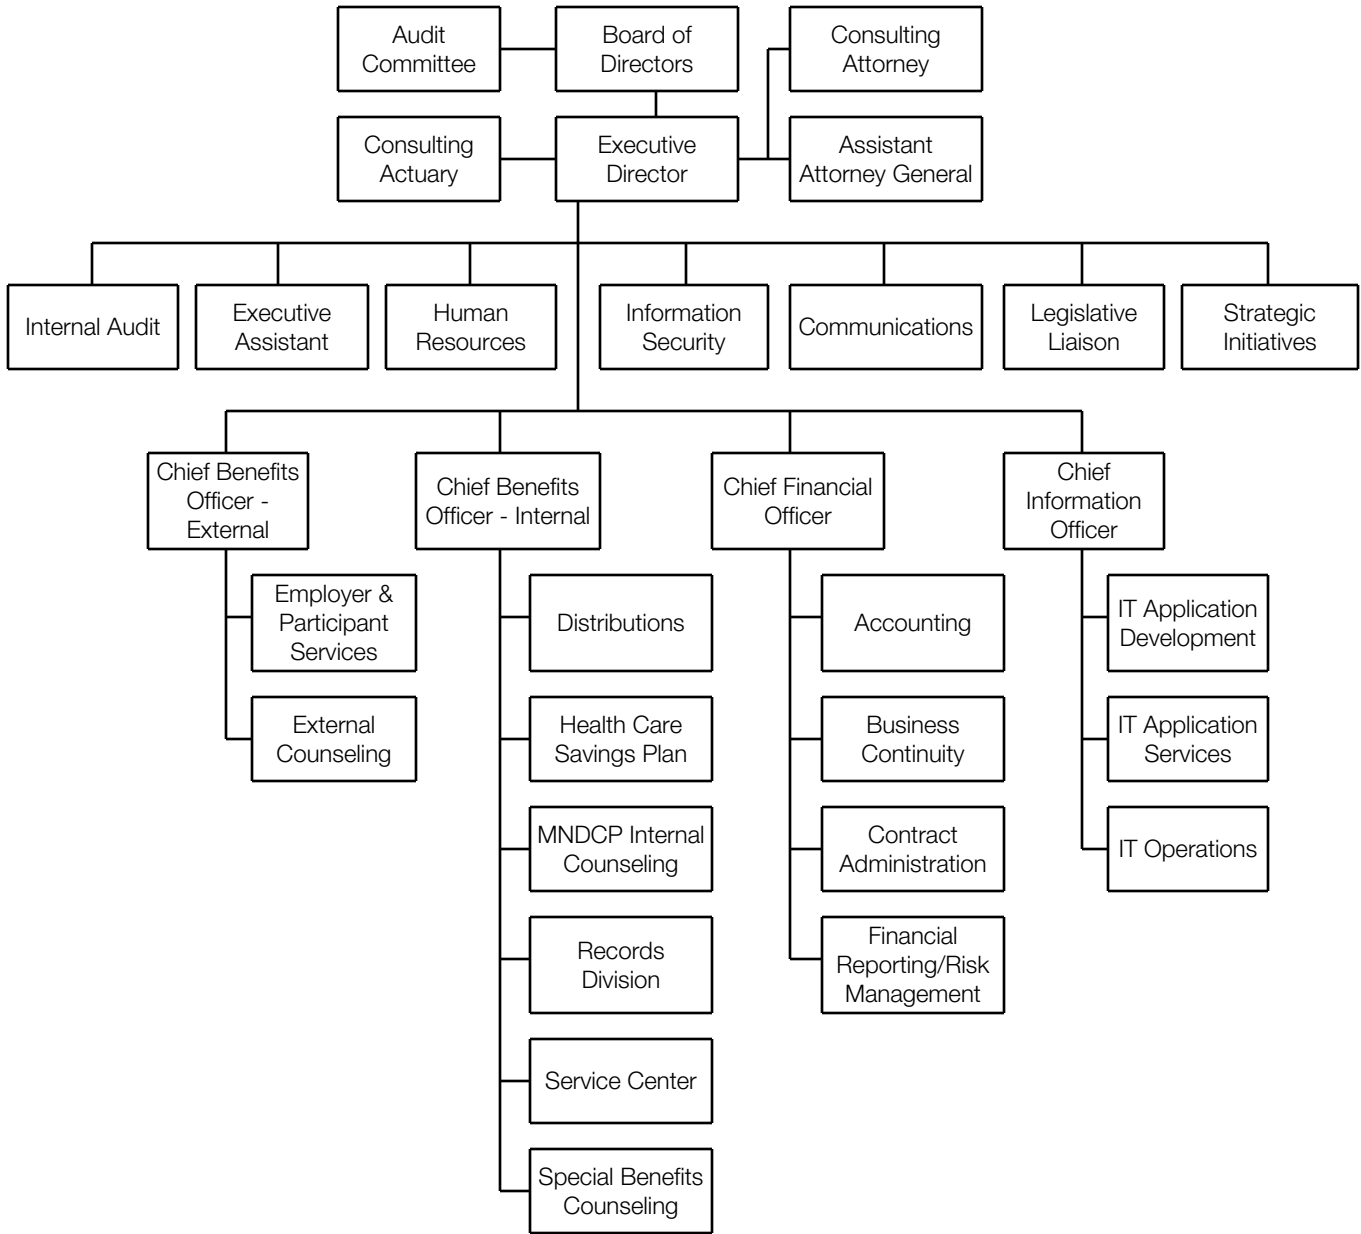 Audit
Committee
Board of
Directors
Consulting
Attorney
Consulting
Actuary
Executive
Director
Assistant
Attorney General
Internal Audit
Executive
Assistant
Human
Resources
Information
Security
Communications
Legislative
Liaison
Strategic
Initiatives
Chief Benefits
Officer -
External
Chief Benefits
Officer - Internal
Chief Financial
Officer
Chief
Information
Officer
Employer &
Participant
Services
External
Counseling
Distributions
Health Care
Savings Plan
MNDCP Internal
Counseling
Records
Division
Service Center
Special Benefits
Counseling
Accounting
Business
Continuity
Contract
Administration
Financial
Reporting/Risk
Management
IT Application
Development
IT Application
Services
IT Operations